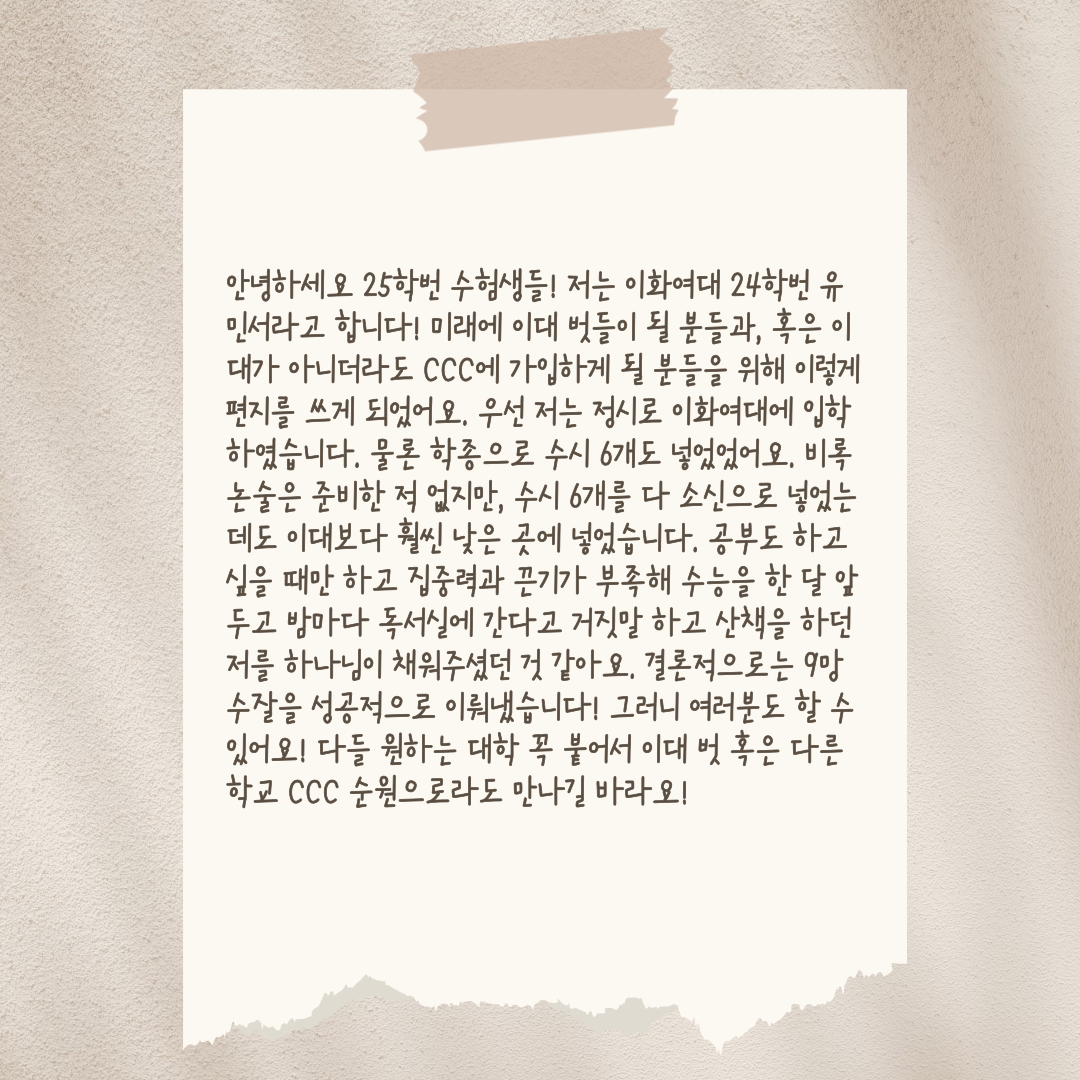 안녕하세요 25학번 수험생들! 저는 이화여대 24학번 유
민서라고 합니다! 미래에 이대 벗들이 될 분들과, 혹은 이
대가 아니더라도 CCC에 가입하게 될 분들을 위해 이렇게
편지를 쓰게 되었어요. 우선 저는 정시로 이화여대에 입학
하였습니다. 물론 학종으로 수시 6개도 넣었었어요. 비록
논술은 준비한 적 없지만, 수시 6개를 다 소신으로 넣었는
데도 이대보다 훨씬 낮은 곳에 넣었습니다. 공부도 하고
싶을 때만 하고 집중력과 끈기가 부족해 수능을 한 달 앞
두고 밤마다 독서실에 간다고 거짓말 하고 산책을 하던
저를 하나님이 채워주셨던 것 같아요. 결론적으로는 9망
수잘을 성공적으로 이뤄냈습니다! 그러니 여러분도 할 수
있어요! 다들 원하는 대학 꼭 붙어서 이대 벗 혹은 다른
학교 CCC 순원으로라도 만나길 바라요!